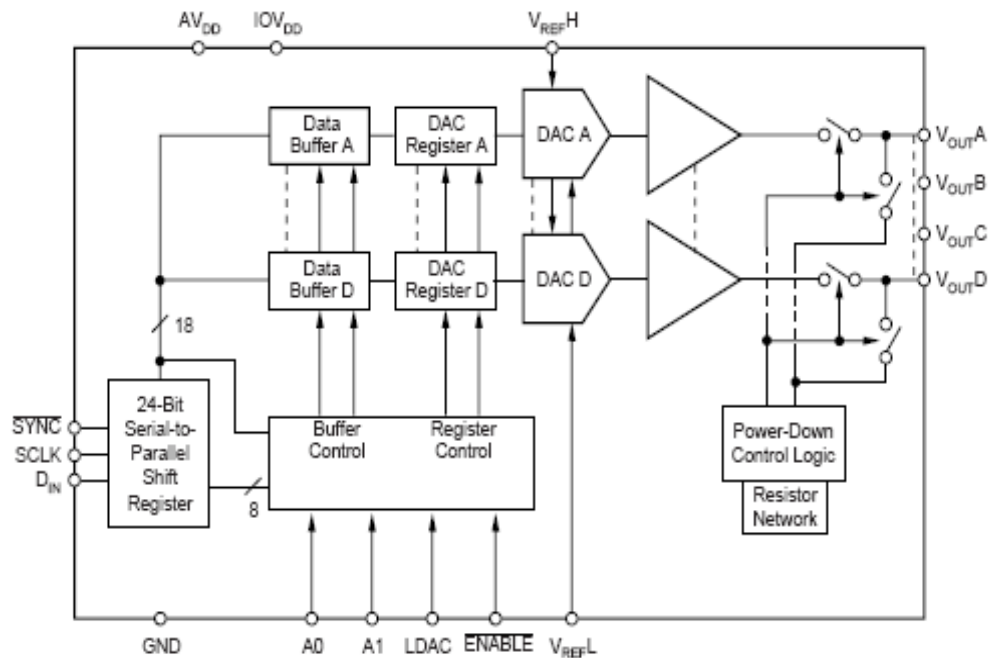 AVDD IOVDD VREFH
Data Buffer A
DAC Register A
DAC A
VOUTA
VOUTB
VOUTC
Data Buffer D
DAC Register D
DAC D
VOUTD
18
24-Bit
Serial-to-
Parallel
Shift
Register
SYNC
SCLK
DIN
8
Buffer
Control
Register
Control
Power-Down
Control Logic
Resistor
Network
GND A0 A1 LDAC ENABLE VREFL